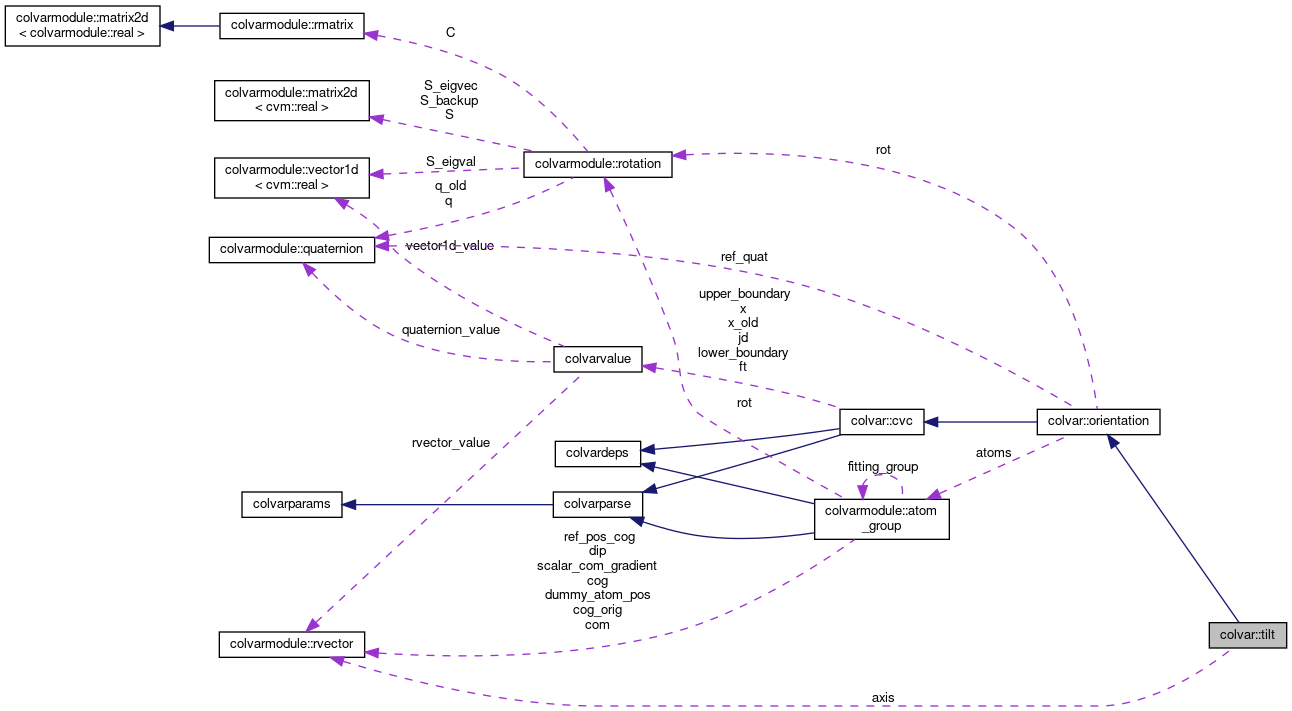 colvarmodule::matrix2d
< colvarmodule::real >
colvarmodule::rmatrix
C
colvarmodule::matrix2d
< cvm::real >
S_eigvec
S_backup
S
colvarmodule::rotation
rot
colvarmodule::vector1d
< cvm::real >
S_eigval
q_old
q
colvarmodule::quaternion
vector1d_value
ref_quat
upper_boundary
x
x_old
jd
lower_boundary
ft
quaternion_value
colvarvalue
rot
colvar::cvc
colvar::orientation
rvector_value
colvardeps
atoms
fitting_group
colvarparams
colvarparse
colvarmodule::atom
_group
ref_pos_cog
dip
scalar_com_gradient
cog
dummy_atom_pos
cog_orig
com
colvarmodule::rvector
colvar::tilt
axis